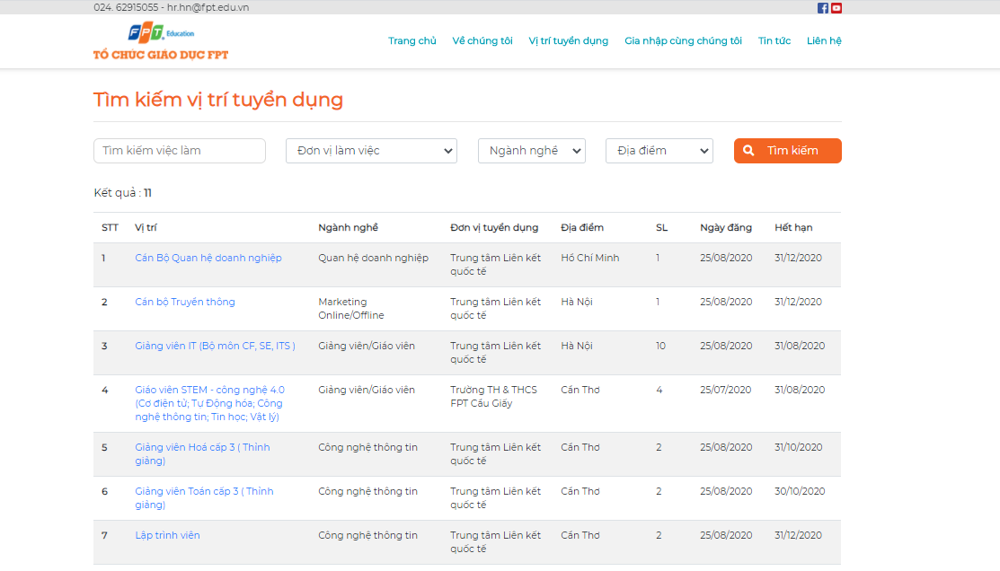 024. 62915055 - hr.hn@fpt.edu.vn
FPT. Education
TỔ CHỨC GIÁO DỤC FPT
Trang chủ Về chúng tôi Vị trí tuyển dụng Gia nhập cùng chúng tôi Tin tức Liên hệ
Tìm kiếm vị trí tuyển dụng
Tìm kiếm việc làm Đơn vị làm việc Ngành nghề Địa điểm Tìm kiếm
Kết quả : 11
STT Vị trí Ngành nghề Đơn vị tuyển dụng Địa điểm SL Ngày đăng Hết hạn
1 Cán Bộ Quan hệ doanh nghiệp Quan hệ doanh nghiệp Trung tâm Liên kết Hồ Chí Minh 1 25/08/2020 31/12/2020
quốc tế
2 Cán bộ Truyền thông Marketing Trung tâm Liên kết Hà Nội 1 25/08/2020 31/12/2020
Online/Offline quốc tế
3 Giảng viên IT (Bộ môn CF, SE, ITS ) Giảng viên/Giáo viên Trung tâm Liên kết Hà Nội 10 25/08/2020 31/08/2020
quốc tế
4 Giáo viên STEM - công nghệ 4.0 Giảng viên/Giáo viên Trường TH & THCS Cần Thơ 4 25/07/2020 31/08/2020
(Cơ điện tử; Tự Động hóa; Công FPT Cầu Giấy
nghệ thông tin; Tin học; Vật lý)
5 Giảng viên Hoá cấp 3 ( Thỉnh Công nghệ thông tin Trung tâm Liên kết Cần Thơ 2 25/08/2020 31/10/2020
giảng) quốc tế
6 Giảng viên Toán cấp 3 ( Thỉnh Công nghệ thông tin Trung tâm Liên kết Cần Thơ 2 25/08/2020 30/10/2020
giảng) quốc tế
7 Lập trình viên Công nghệ thông tin Trung tâm Liên kết Cần Thơ 2 25/08/2020 31/12/2020
quốc tế